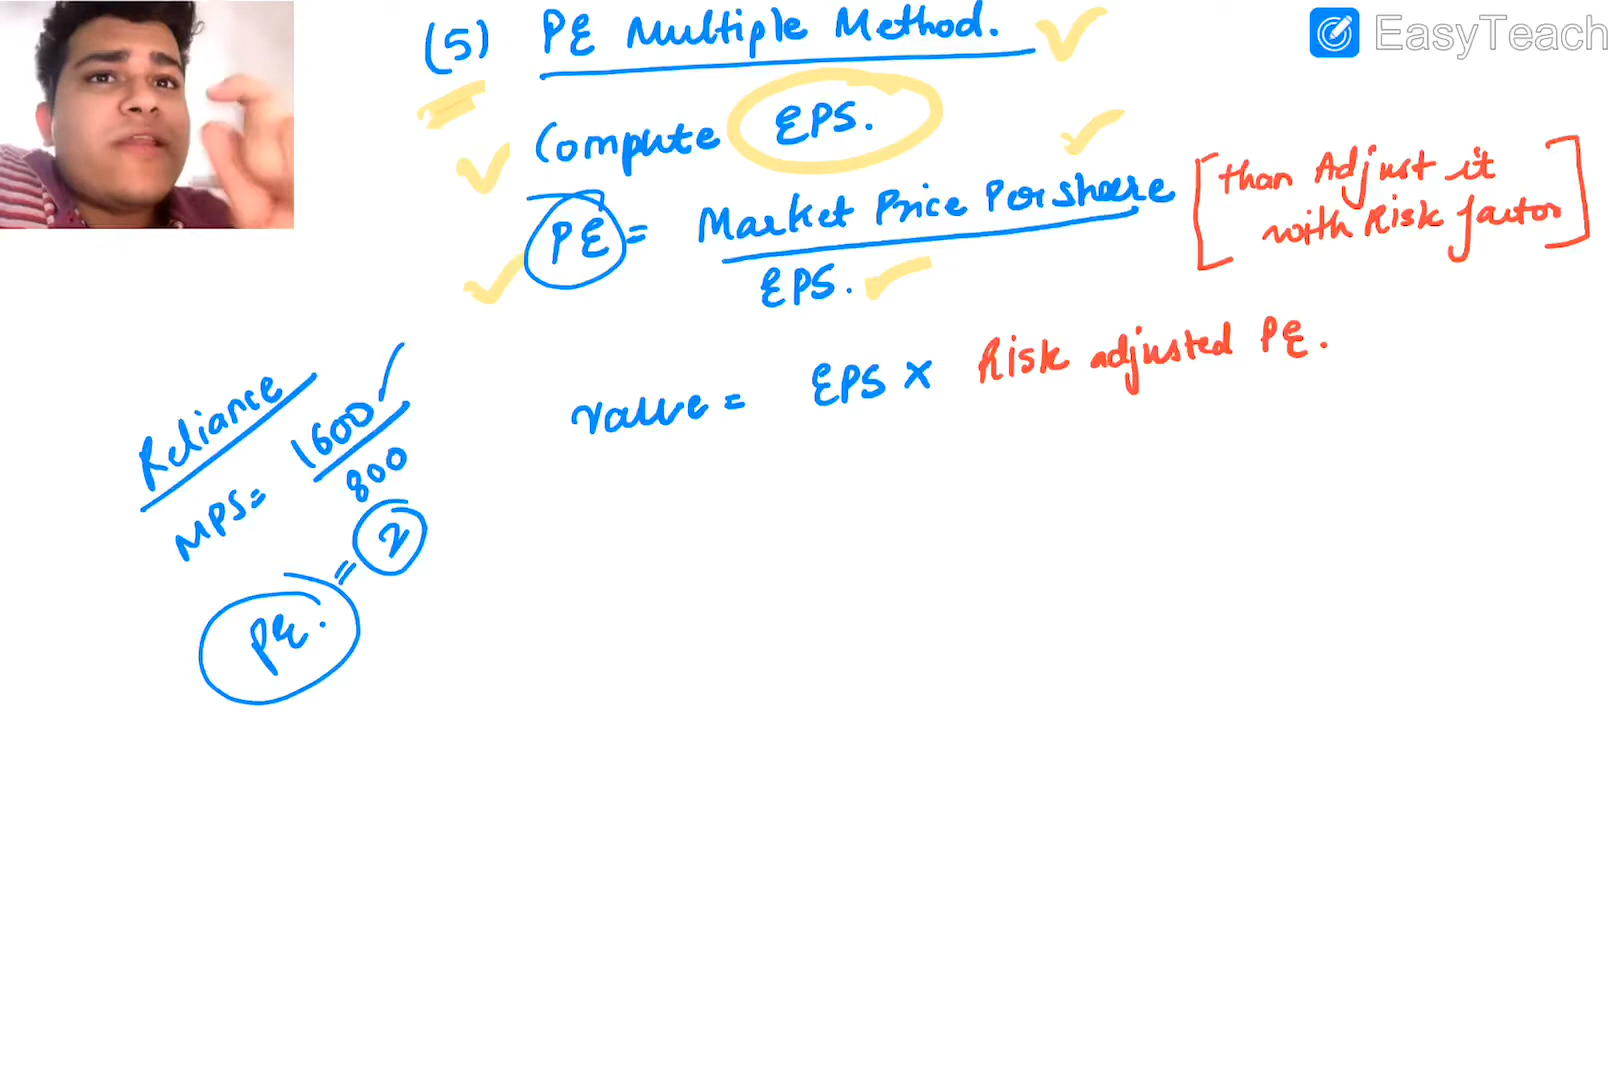 EasyTeach
(5) PE Multiple Method.
Compute EPS.
PE = Market Price Per share
EPS.
[than Adjust it
with Risk factor]
value = EPS × Risk adjusted PE.
Reliance
MPS = 1600
800
= 2
PE.